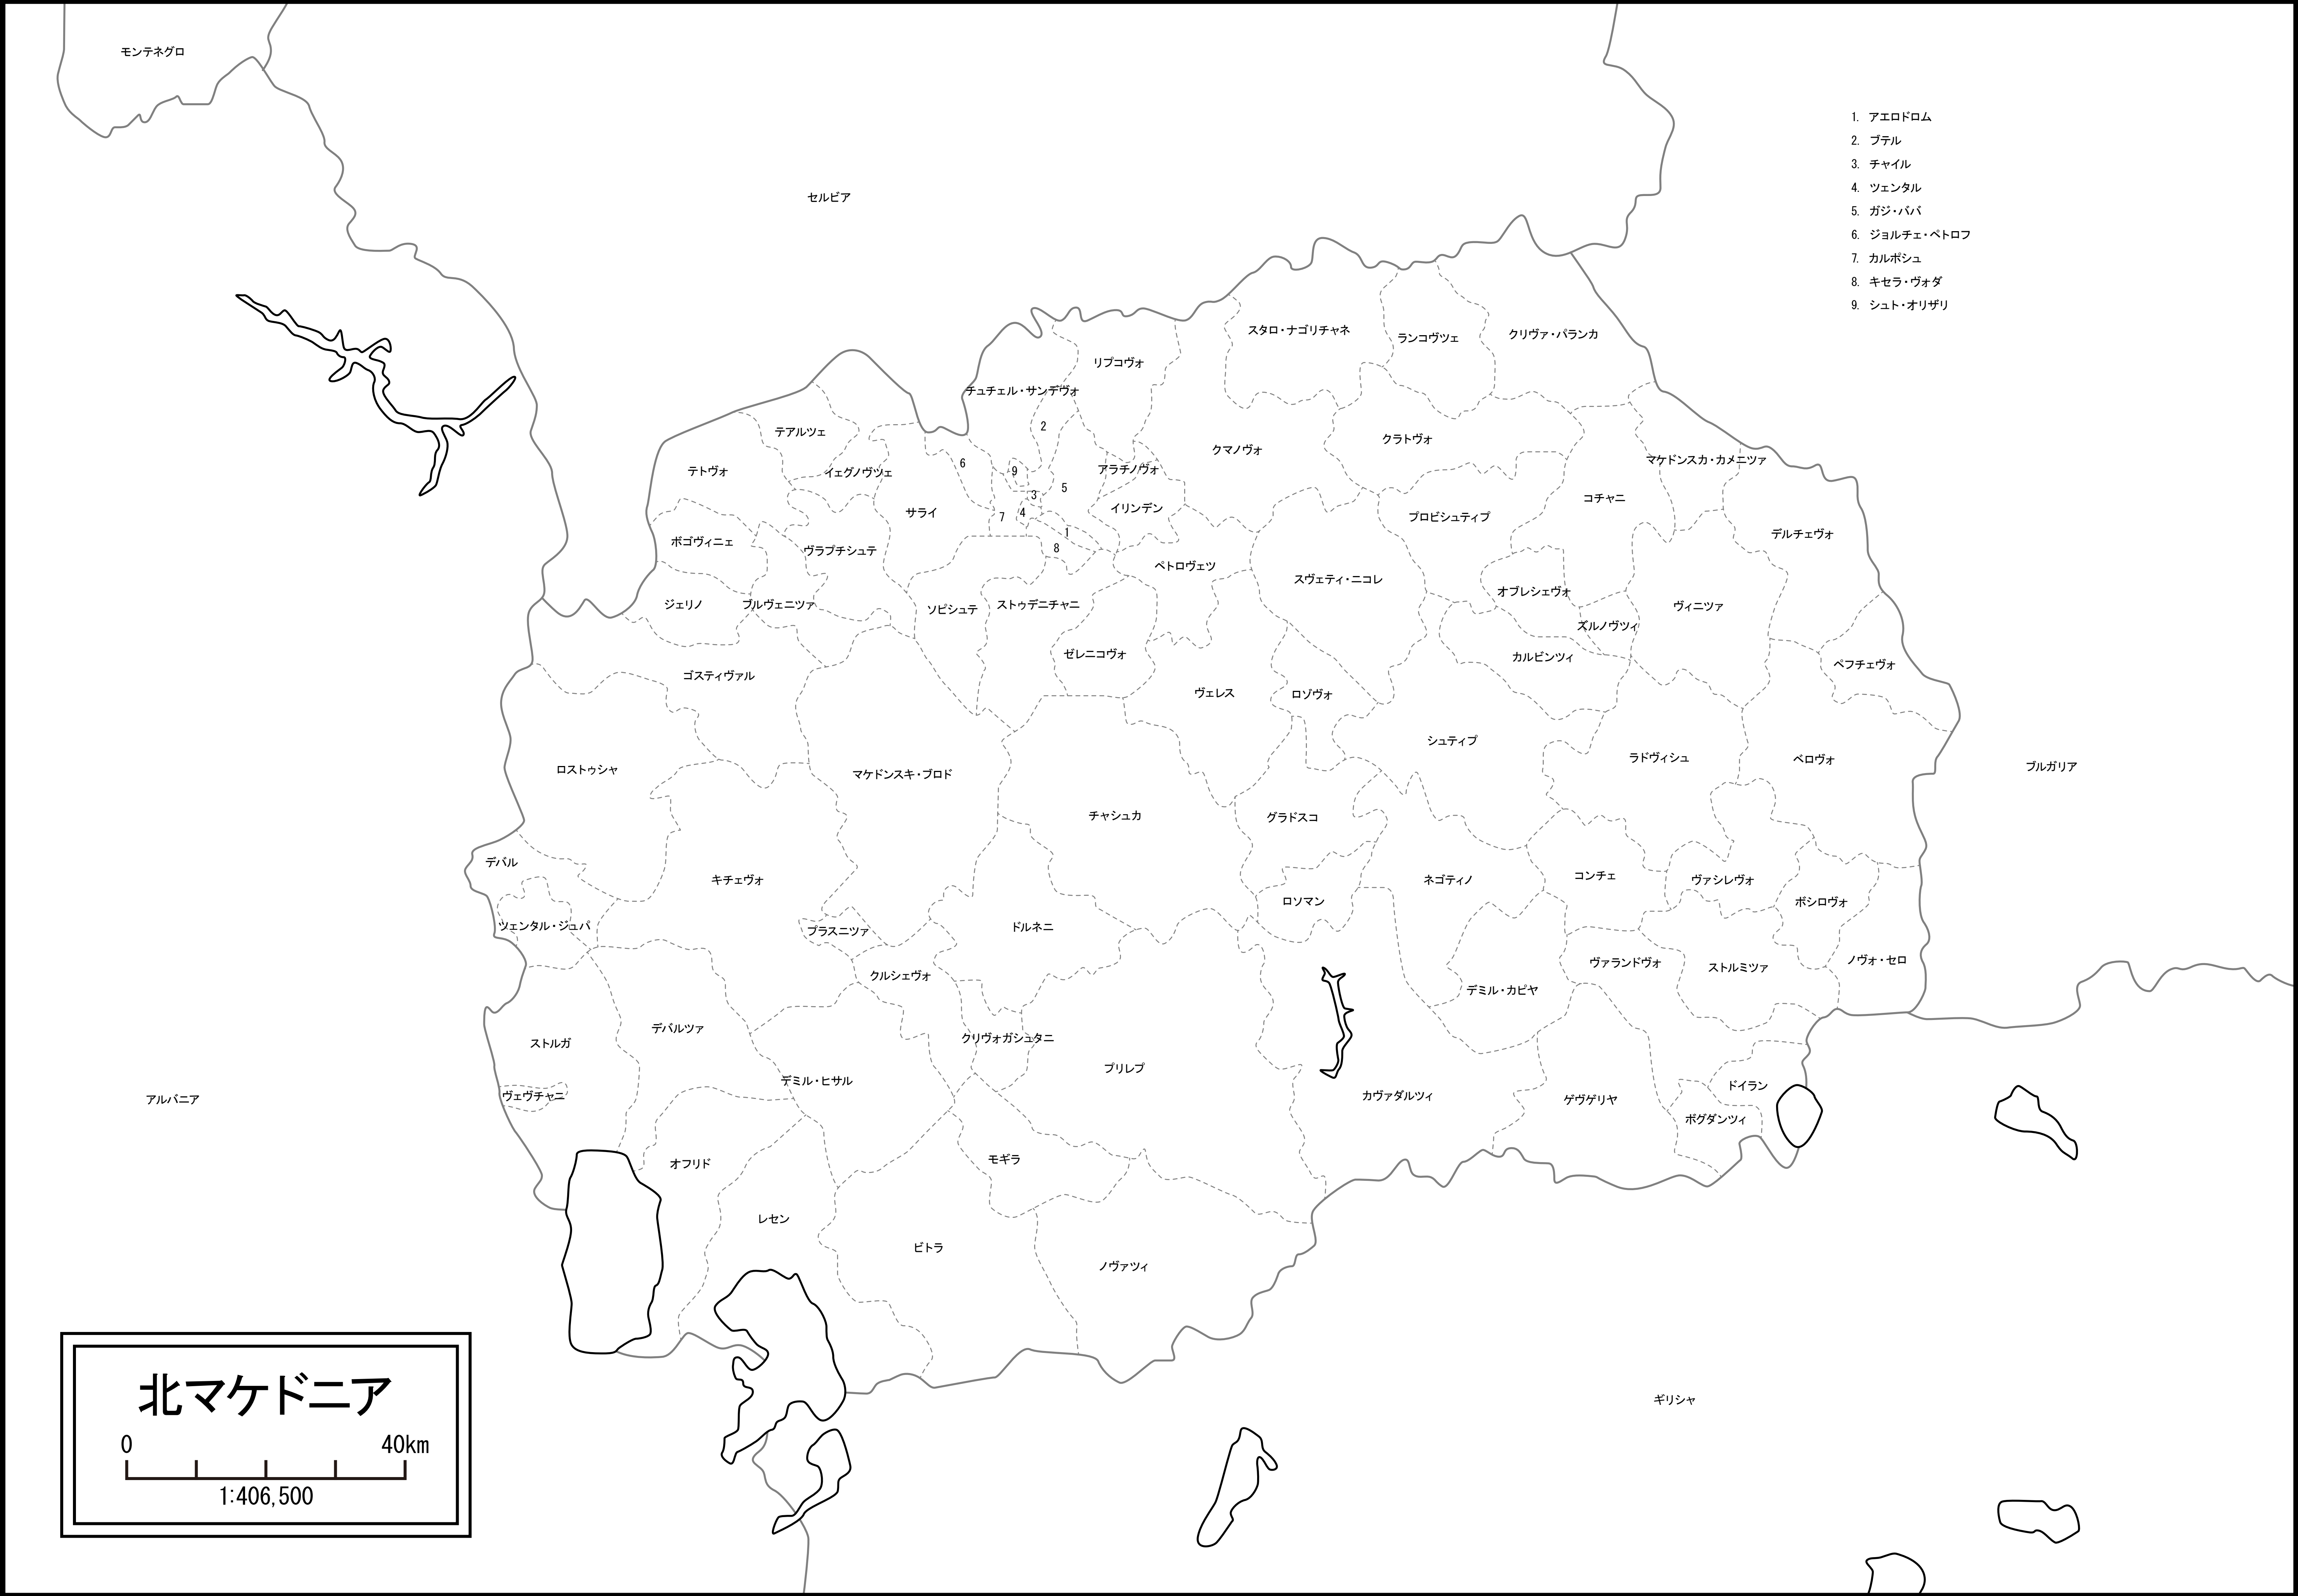 モンテネグロ
セルビア
1. アエロドロム
2. ブテル
3. チャイル
4. ツェンタル
5. ガジ・ババ
6. ジョルチェ・ペトロフ
7. カルポシュ
8. キセラ・ヴォダ
9. シュト・オリザリ
スタロ・ナゴリチャネ
ランコヴツェ
クリヴァ・パランカ
リプコヴォ
チュチェル・サンデヴォ
2
テアルツェ
クマノヴォ
クラトヴォ
マケドンスカ・カメニツァ
テトヴォ
イェグノヴツェ
6
9
アラチノヴォ
5
3
コチャニ
サライ
7
4
イリンデン
プロビシュティプ
1
デルチェヴォ
ボゴヴィニェ
ヴラプチシュテ
8
ペトロヴェツ
スヴェティ・ニコレ
オブレシェヴォ
ジェリノ
ブルヴェニツァ
ソピシュテ
ストゥデニチャニ
ヴィニツァ
ズルノヴツィ
ゼレニコヴォ
カルビンツィ
ペフチェヴォ
ゴスティヴァル
ヴェレス
ロゾヴォ
シュティプ
ラドヴィシュ
ベロヴォ
ブルガリア
ロストゥシャ
マケドンスキ・ブロド
チャシュカ
グラドスコ
デバル
キチェヴォ
ネゴティノ
コンチェ
ヴァシレヴォ
ロソマン
ボシロヴォ
ツェンタル・ジュパ
プラスニツァ
ドルネニ
クルシェヴォ
ヴァランドヴォ
ストルミツァ
ノヴォ・セロ
デミル・カピヤ
デバルツァ
ストルガ
クリヴォガシュタニ
プリレプ
デミル・ヒサル
ヴェヴチャニ
アルバニア
カヴァダルツィ
ゲヴゲリヤ
ドイラン
ボグダンツィ
オフリド
モギラ
レセン
ビトラ
ノヴァツィ
ギリシャ
北マケドニア
0 40km
1:406,500